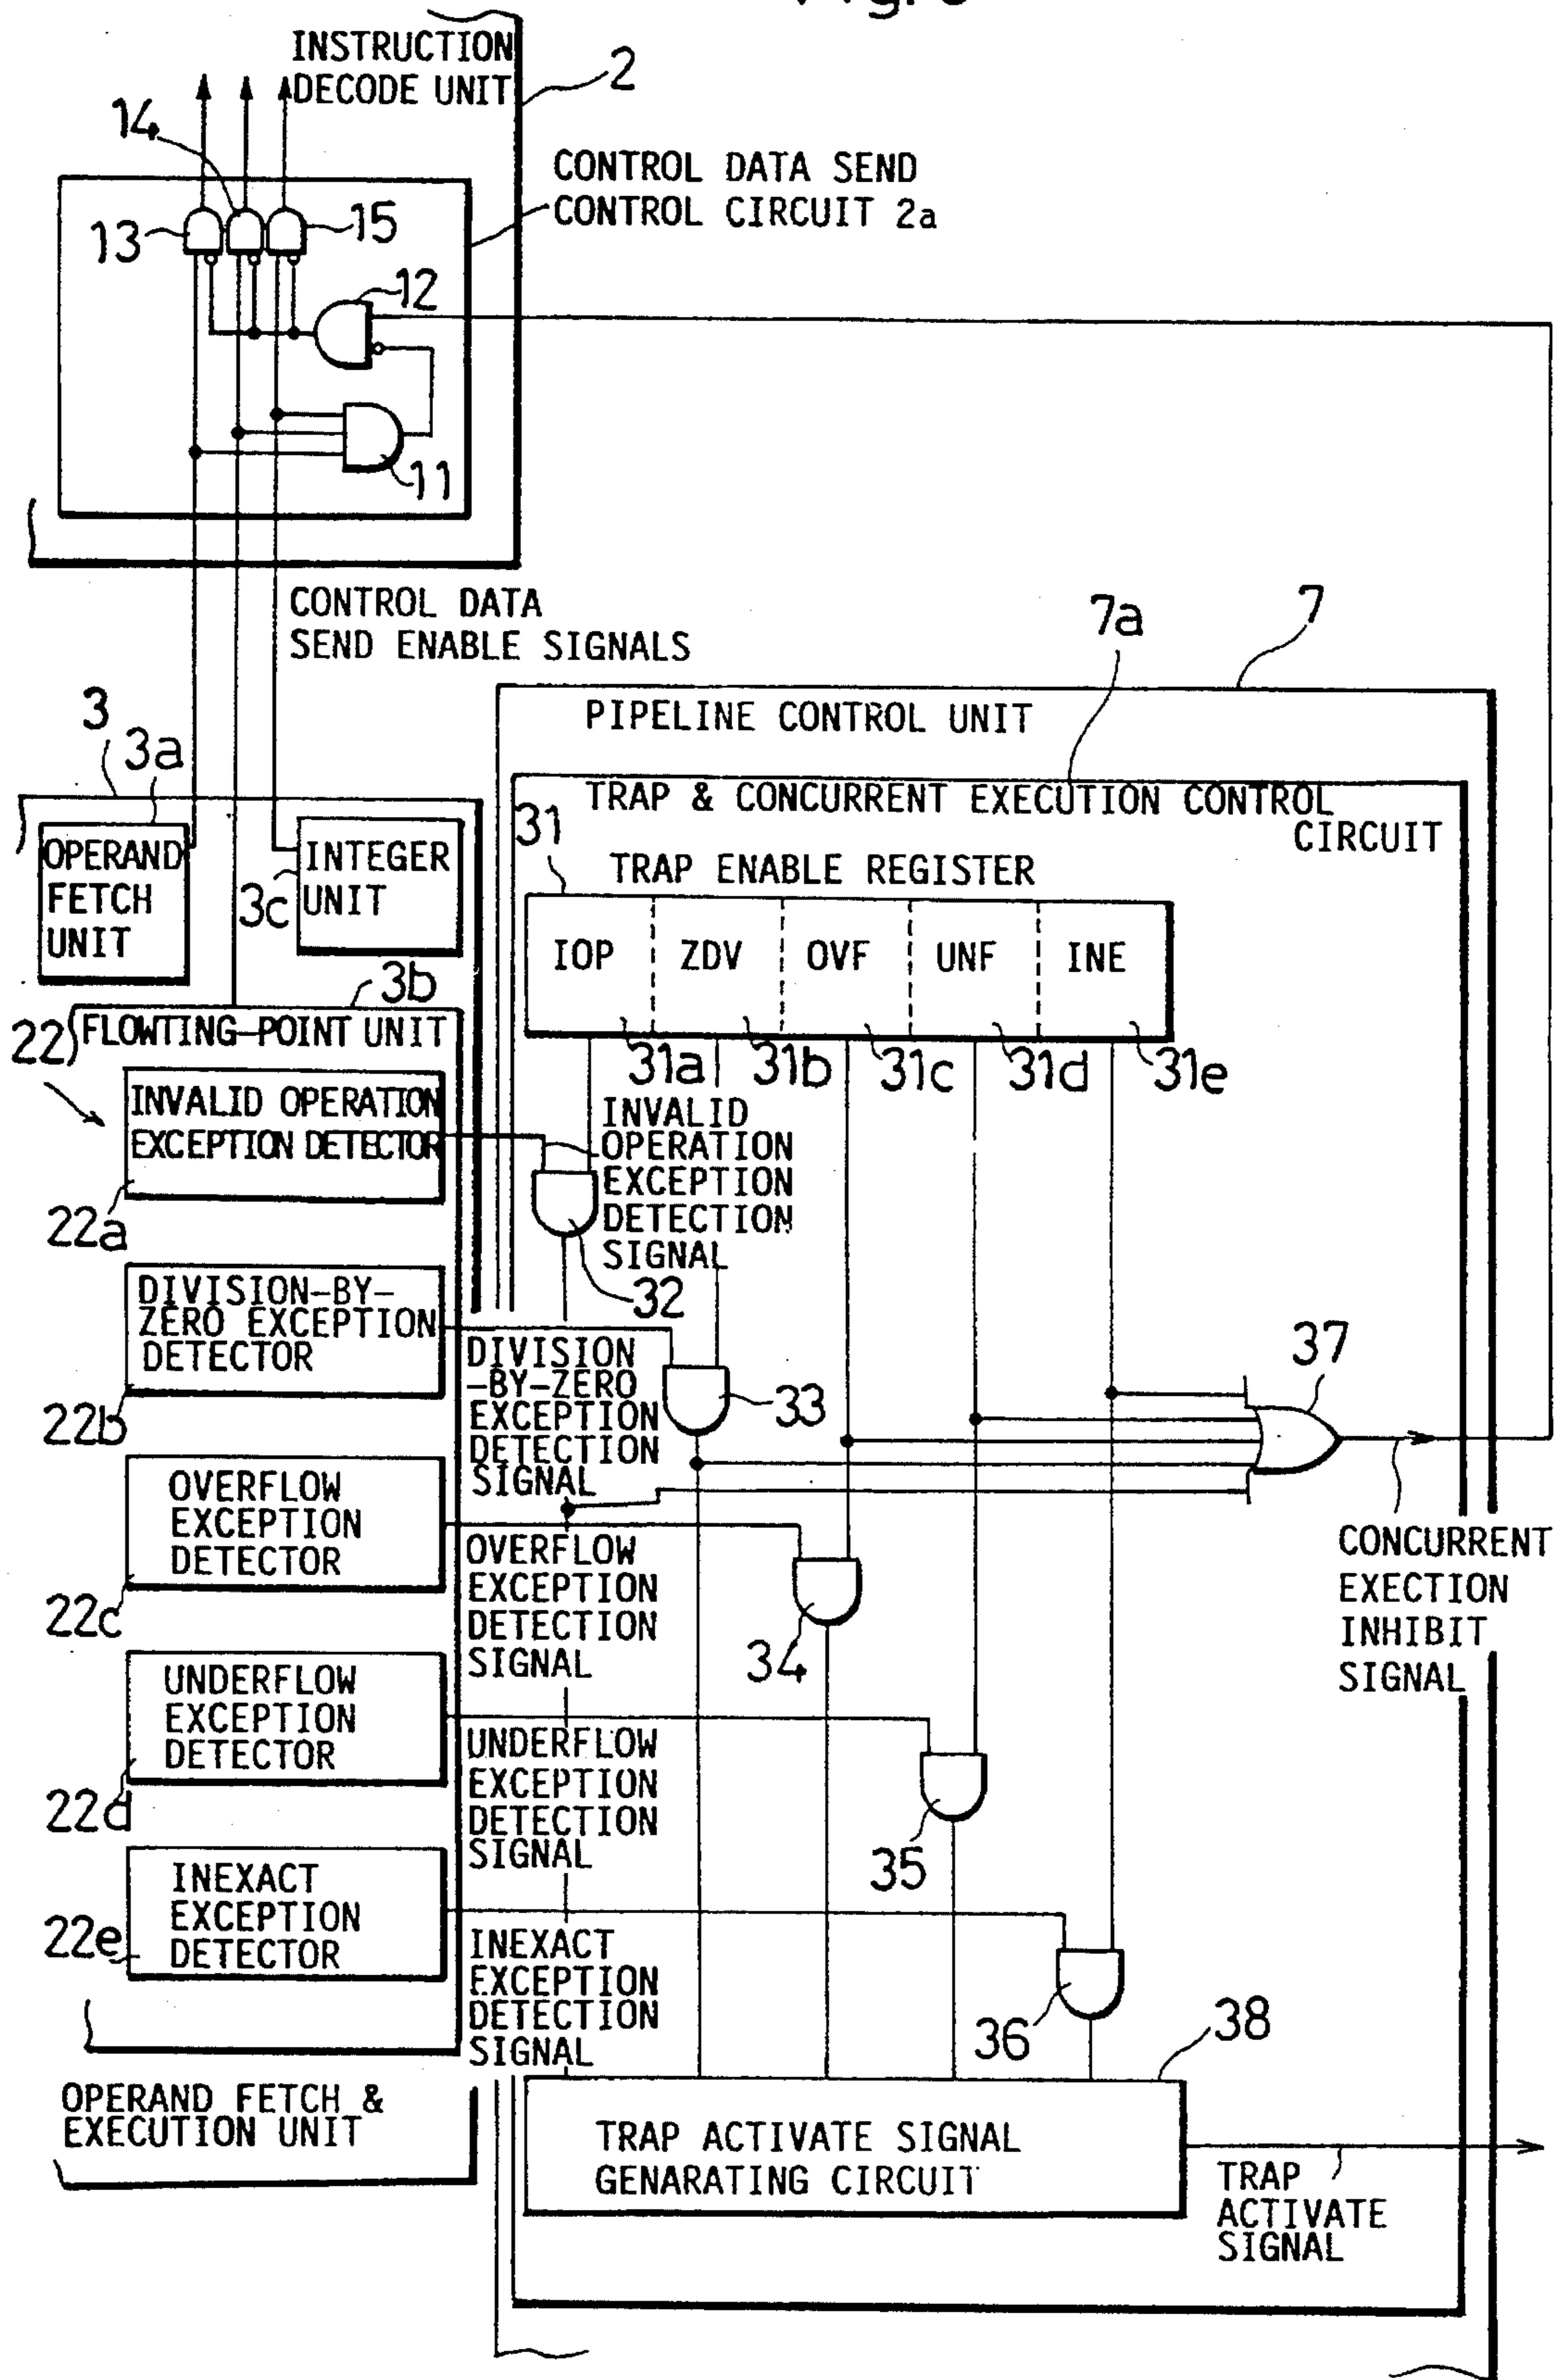 INSTRUCTION
DECODE UNIT
2
14
CONTROL DATA SEND
CONTROL CIRCUIT 2a
13
15
12
11
CONTROL DATA
SEND ENABLE SIGNALS
7a
7
PIPELINE CONTROL UNIT
3
3a
TRAP & CONCURRENT EXECUTION CONTROL
CIRCUIT
31
OPERAND
FETCH
UNIT
INTEGER
UNIT
3c
TRAP ENABLE REGISTER
IOP
ZDV
OVF
UNF
INE
3b
22
FLOWTING-POINT UNIT
31a
31b
31c
31d
31e
INVALID OPERATION
EXCEPTION DETECTOR
22a
INVALID
OPERATION
EXCEPTION
DETECTION
SIGNAL
32
DIVISION-BY-
ZERO EXCEPTION
DETECTOR
22b
DIVISION
-BY-ZERO
EXCEPTION
DETECTION
SIGNAL
33
37
OVERFLOW
EXCEPTION
DETECTOR
22c
OVERFLOW
EXCEPTION
DETECTION
SIGNAL
34
CONCURRENT
EXECTION
INHIBIT
SIGNAL
UNDERFLOW
EXCEPTION
DETECTOR
22d
UNDERFLOW
EXCEPTION
DETECTION
SIGNAL
35
INEXACT
EXCEPTION
DETECTOR
22e
INEXACT
EXCEPTION
DETECTION
SIGNAL
36
38
OPERAND FETCH &
EXECUTION UNIT
TRAP ACTIVATE SIGNAL
GENARATING CIRCUIT
TRAP
ACTIVATE
SIGNAL